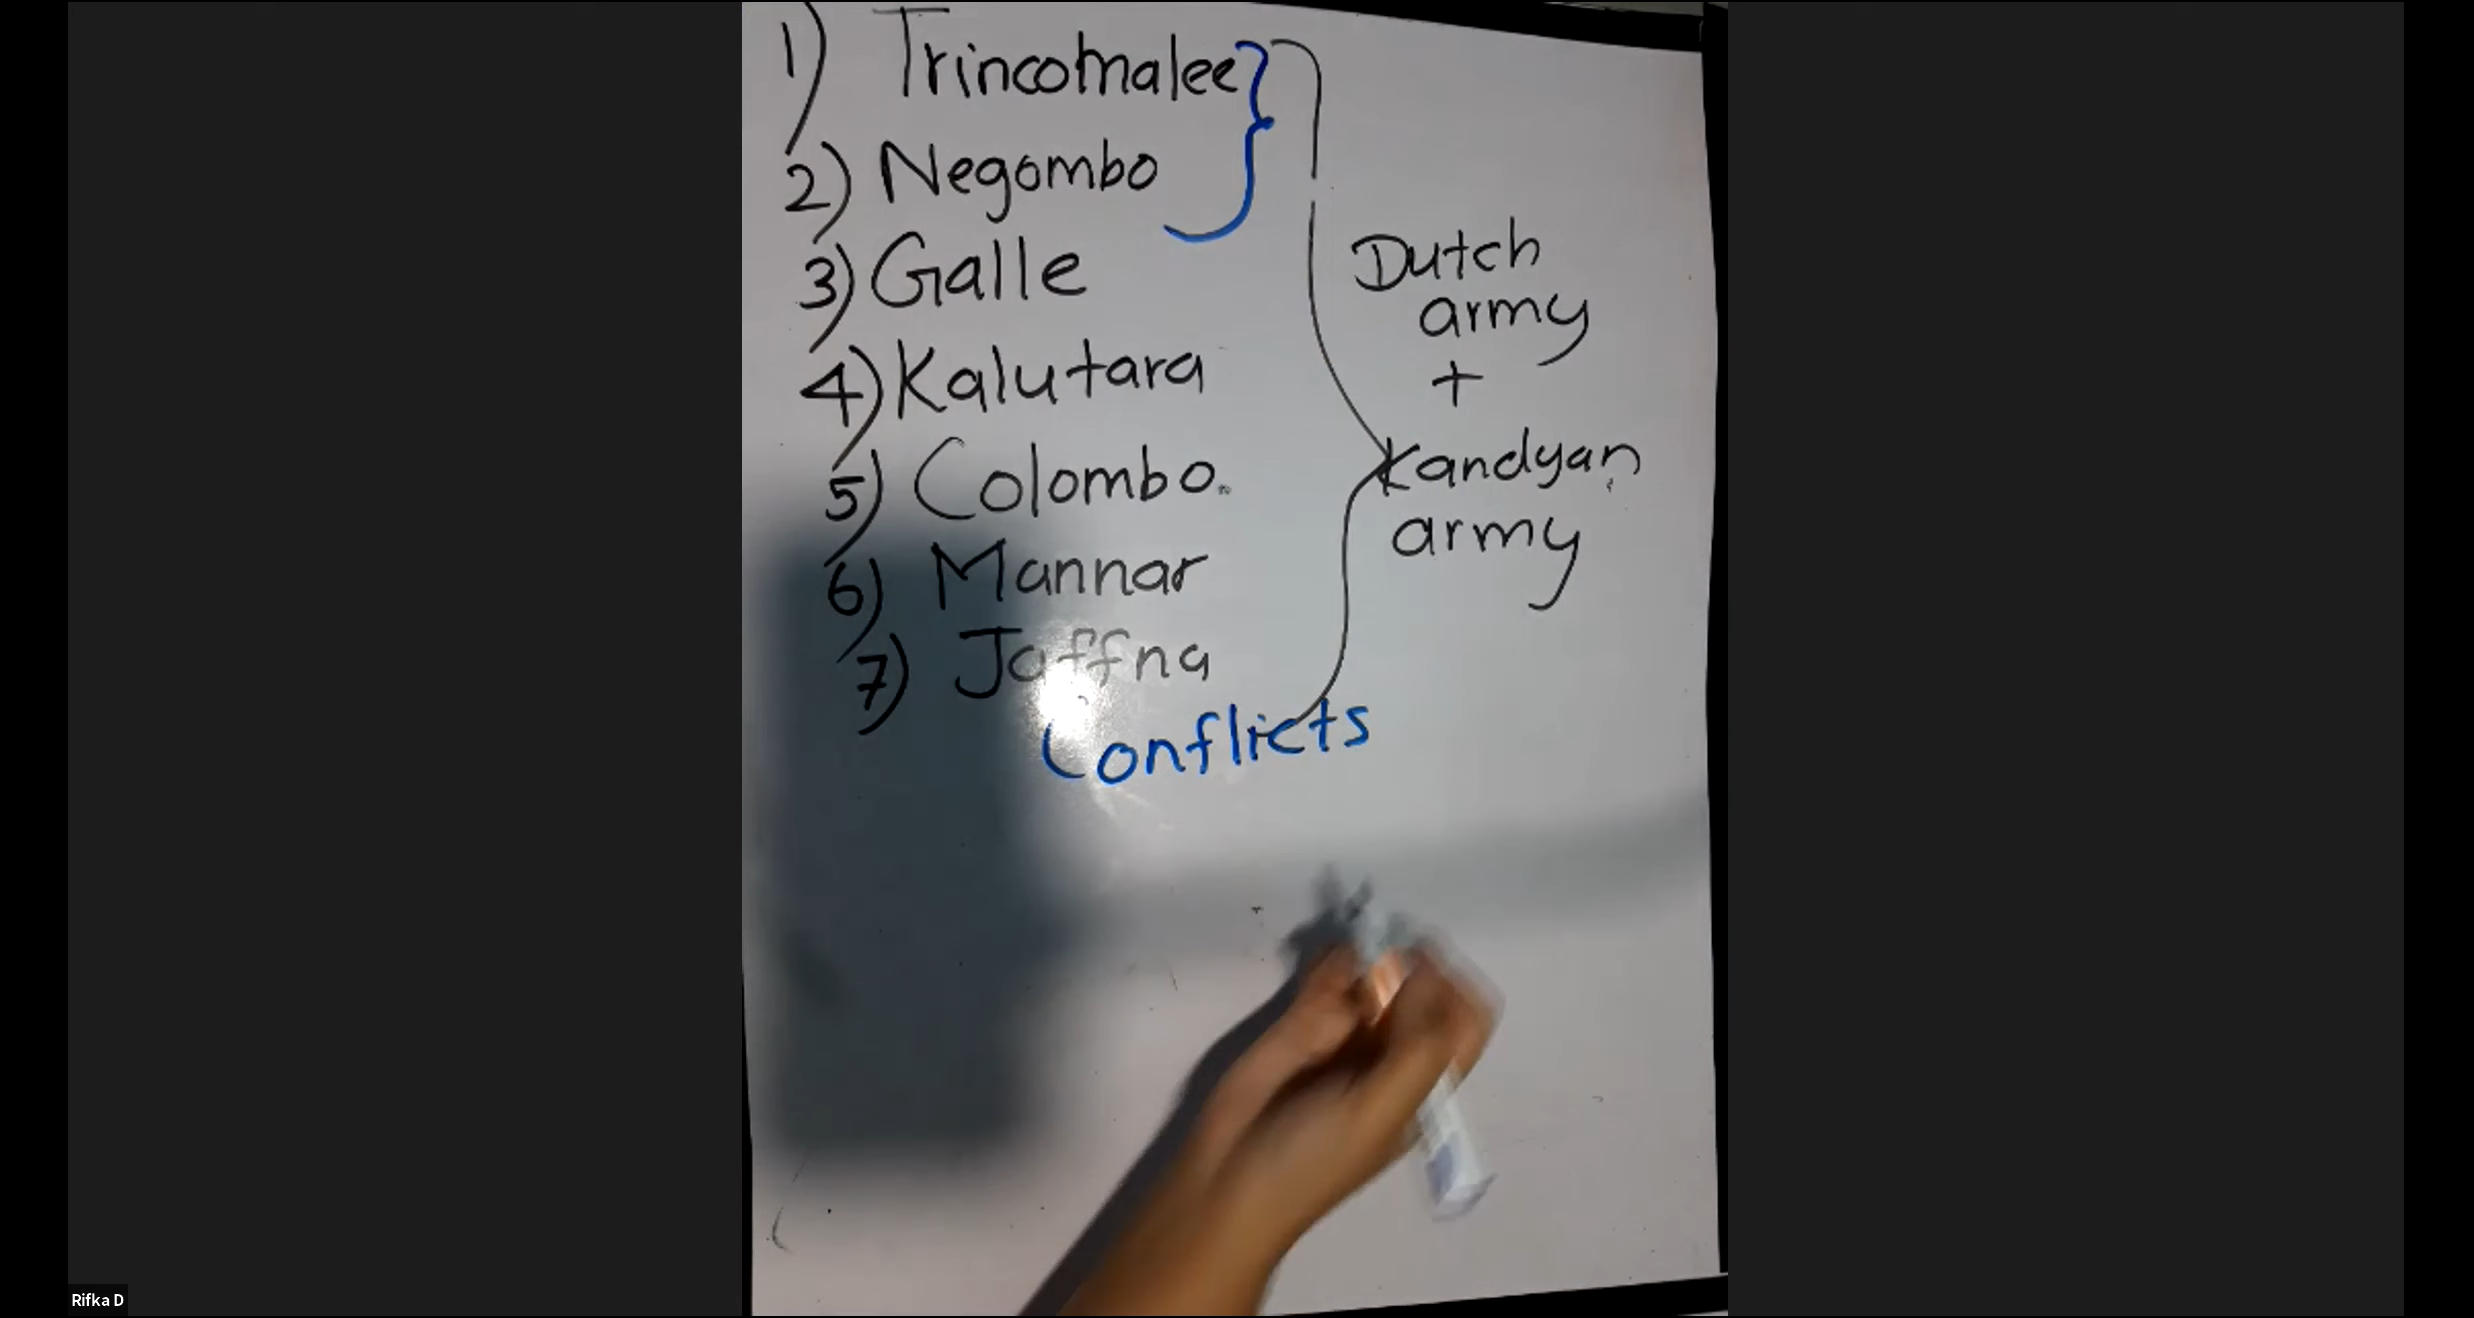 1) Trincomalee
2) Negombo
3) Galle
4) Kalutara
5) Colombo.
6) Mannar
7) Jaffna
Conflicts
Dutch
army
+
Kandyan
army
Rifka D